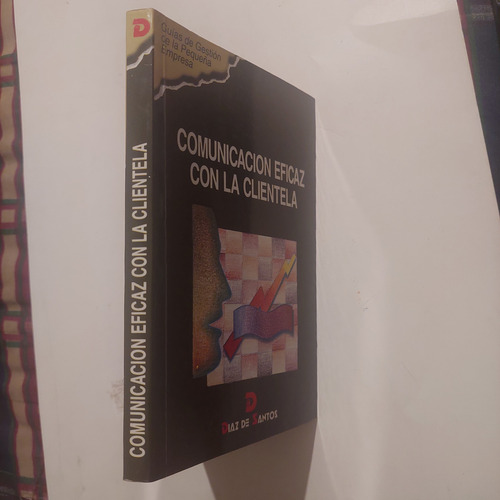 D
Guías de Gestión
de la Pequeña
Empresa
COMUNICACION EFICAZ
CON LA CLIENTELA
D
DIAZ DE SANTOS
COMUNICACION EFICAZ CON LA CLIENTELA